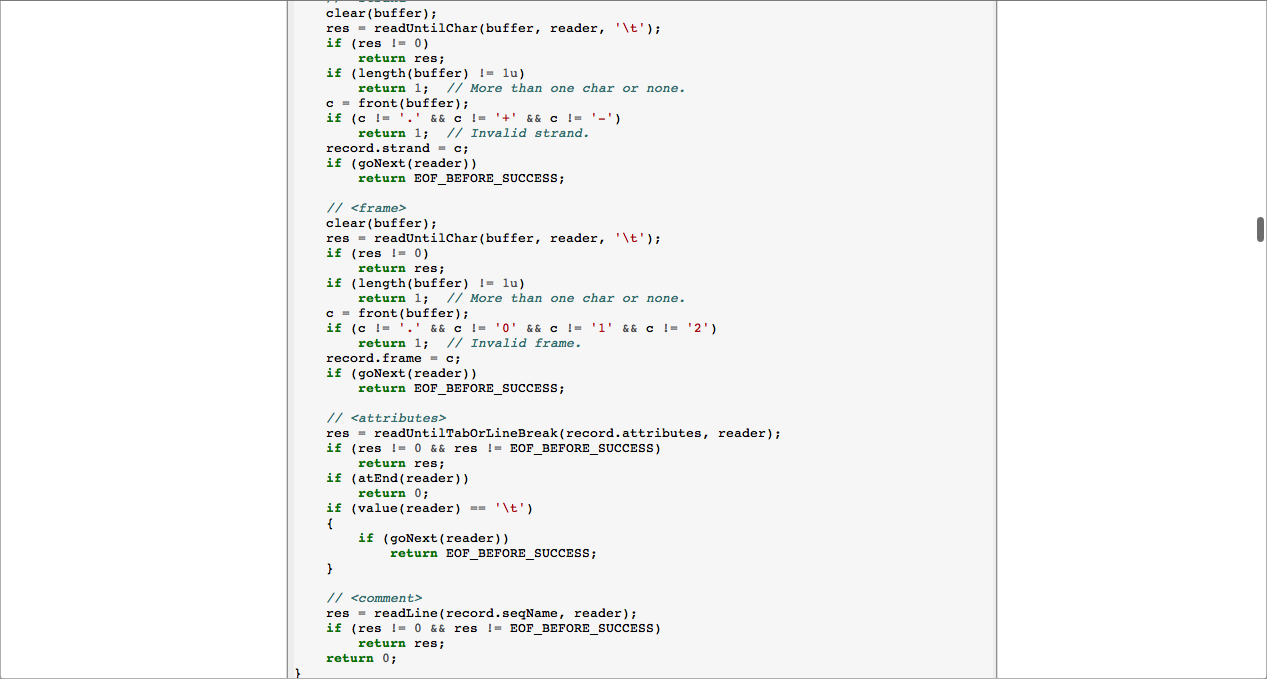 clear(buffer);
res = readUntilChar(buffer, reader, '\t');
if (res != 0)
return res;
if (length(buffer) != 1u)
return 1;  // More than one char or none.
c = front(buffer);
if (c != '.' && c != '+' && c != '-')
return 1;  // Invalid strand.
record.strand = c;
if (goNext(reader))
return EOF_BEFORE_SUCCESS;
// <frame>
clear(buffer);
res = readUntilChar(buffer, reader, '\t');
if (res != 0)
return res;
if (length(buffer) != 1u)
return 1;  // More than one char or none.
c = front(buffer);
if (c != '.' && c != '0' && c != '1' && c != '2')
return 1;  // Invalid frame.
record.frame = c;
if (goNext(reader))
return EOF_BEFORE_SUCCESS;
// <attributes>
res = readUntilTabOrLineBreak(record.attributes, reader);
if (res != 0 && res != EOF_BEFORE_SUCCESS)
return res;
if (atEnd(reader))
return 0;
if (value(reader) == '\t')
{
if (goNext(reader))
return EOF_BEFORE_SUCCESS;
}
// <comment>
res = readLine(record.seqName, reader);
if (res != 0 && res != EOF_BEFORE_SUCCESS)
return res;
return 0;
}